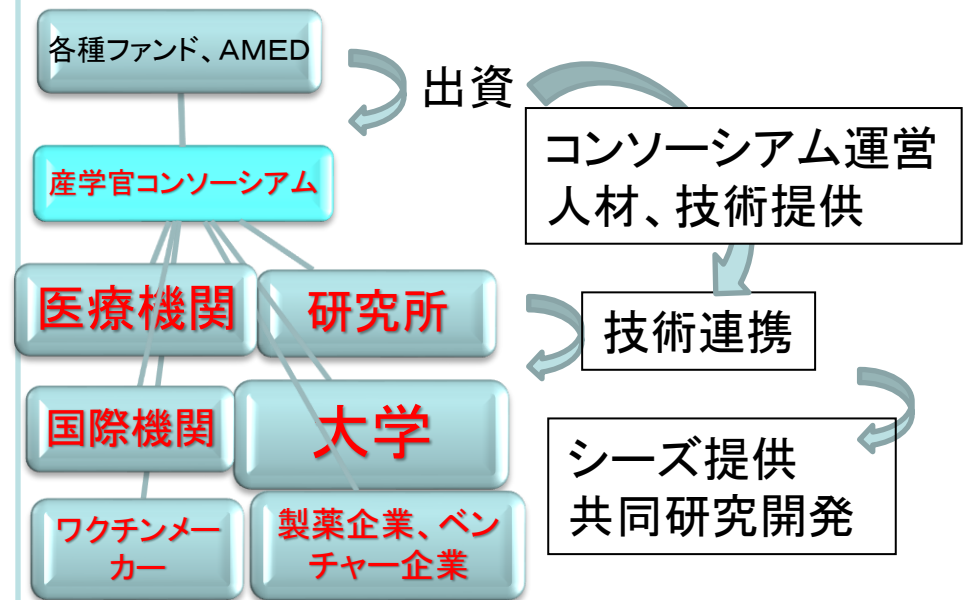 各種ファンド、AMED
出資
コンソーシアム運営
人材、技術提供
産学官コンソーシアム
医療機関
研究所
技術連携
国際機関
大学
シーズ提供
共同研究開発
ワクチンメー
カー
製薬企業、ベン
チャー企業